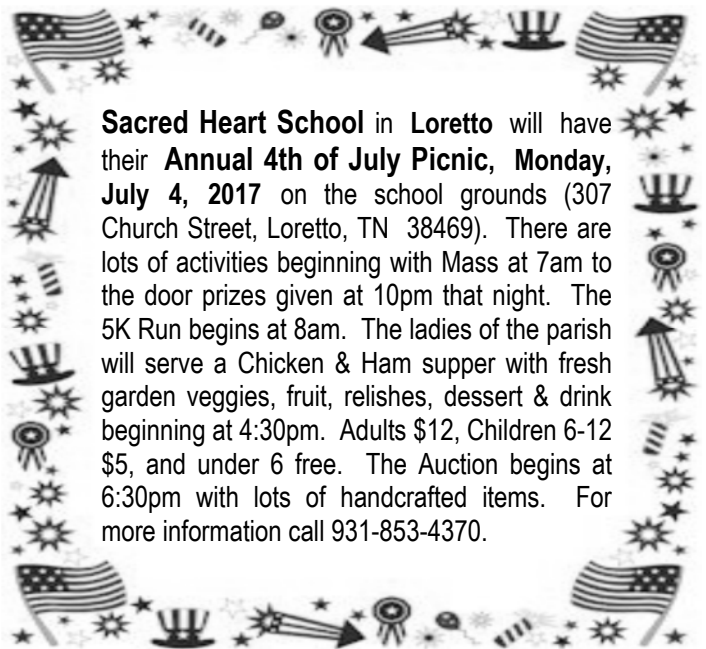 Sacred Heart School in Loretto will have
their Annual 4th of July Picnic, Monday,
July 4, 2017 on the school grounds (307
Church Street, Loretto, TN 38469). There are
lots of activities beginning with Mass at 7am to
the door prizes given at 10pm that night. The
5K Run begins at 8am. The ladies of the parish
will serve a Chicken & Ham supper with fresh
garden veggies, fruit, relishes, dessert & drink
beginning at 4:30pm. Adults $12, Children 6-12
$5, and under 6 free. The Auction begins at
6:30pm with lots of handcrafted items. For
more information call 931-853-4370.